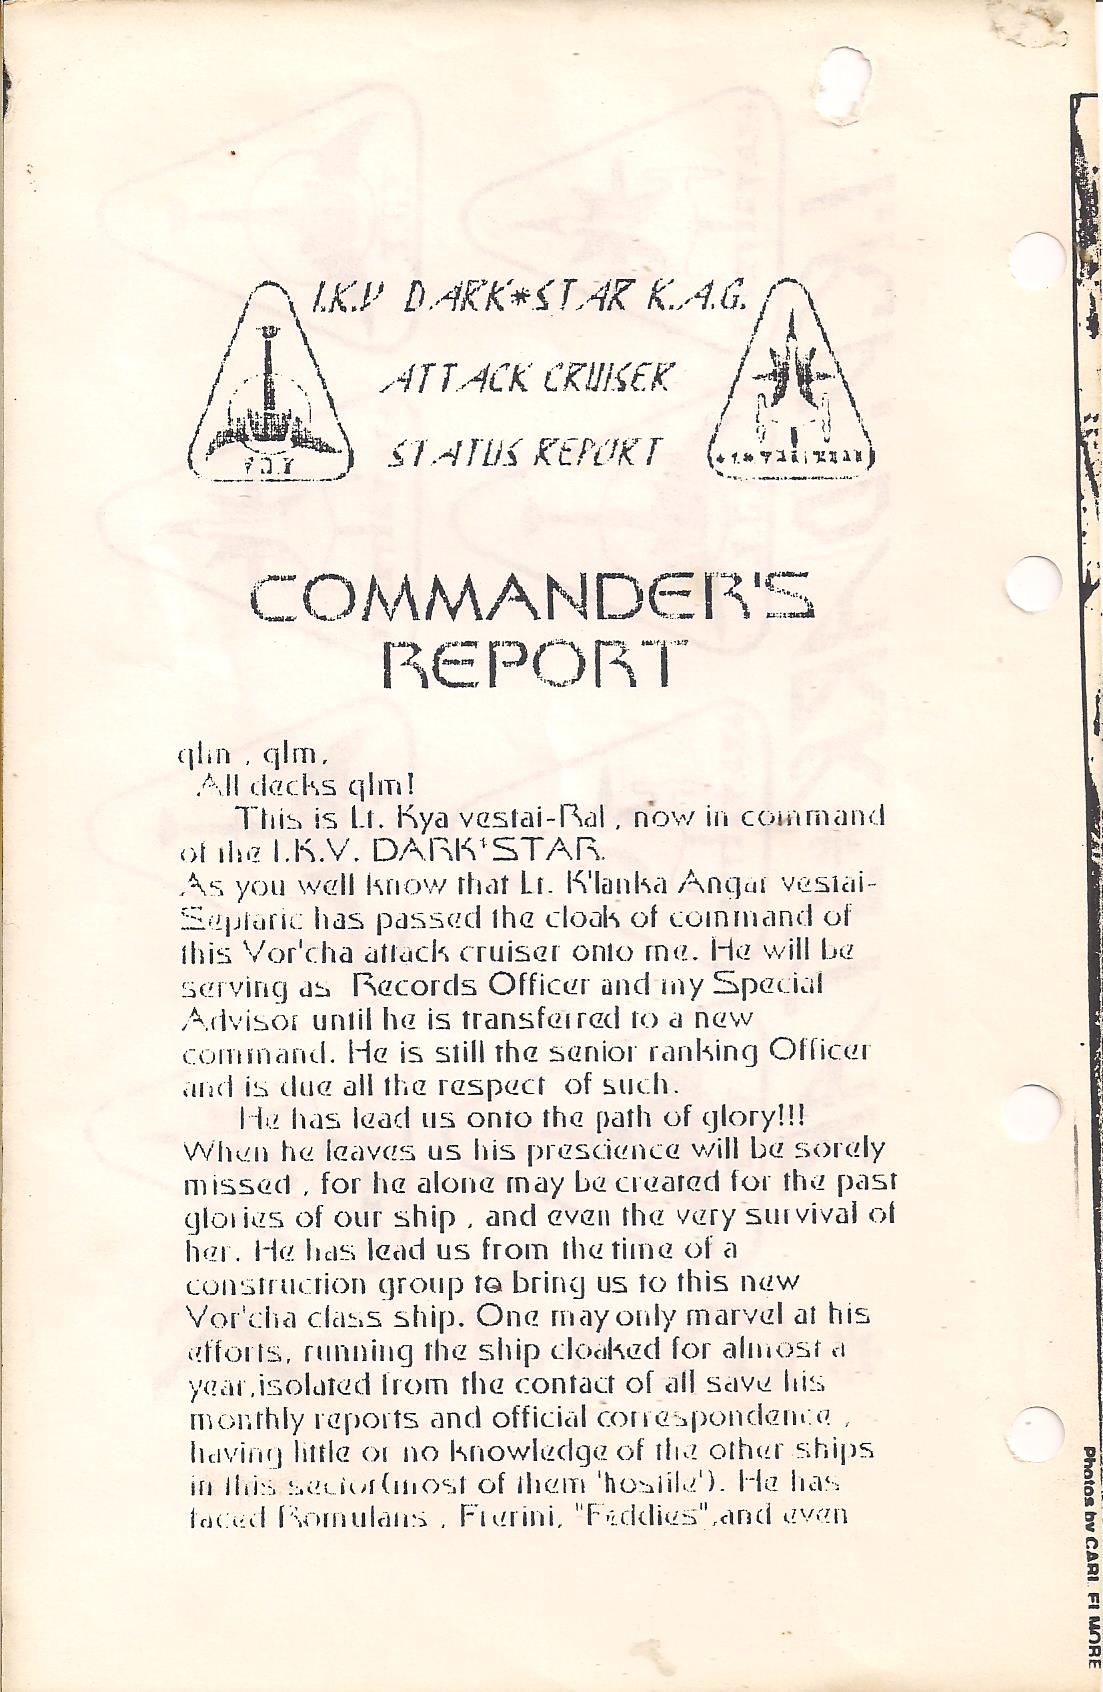 I.K.V DARK*STAR K.A.G.
ATTACK CRUISER
STATUS REPORT
COMMANDER'S
REPORT
qlm , qlm,
All decks qlm!
This is Lt. Kya vestai-Ral , now in command
of the I.K.V. DARK*STAR.
As you well know that Lt. K'lanka Angar vestai-
Septaric has passed the cloak of command of
this Vor'cha attack cruiser onto me. He will be
serving as Records Officer and my Special
Advisor until he is transferred to a new
command. He is still the senior ranking Officer
and is due all the respect of such.
He has lead us onto the path of glory!!!
When he leaves us his prescience will be sorely
missed , for he alone may be created for the past
glories of our ship , and even the very survival of
her. He has lead us from the time of a
construction group to bring us to this new
Vor'cha class ship. One may only marvel at his
efforts, running the ship cloaked for almost a
year,isolated from the contact of all save his
monthly reports and official correspondence ,
having little or no knowledge of the other ships
in this sector(most of them 'hostile'). He has
faced Romulans , Frerini, "Feddies",and even
Photos by CARL ELMORE